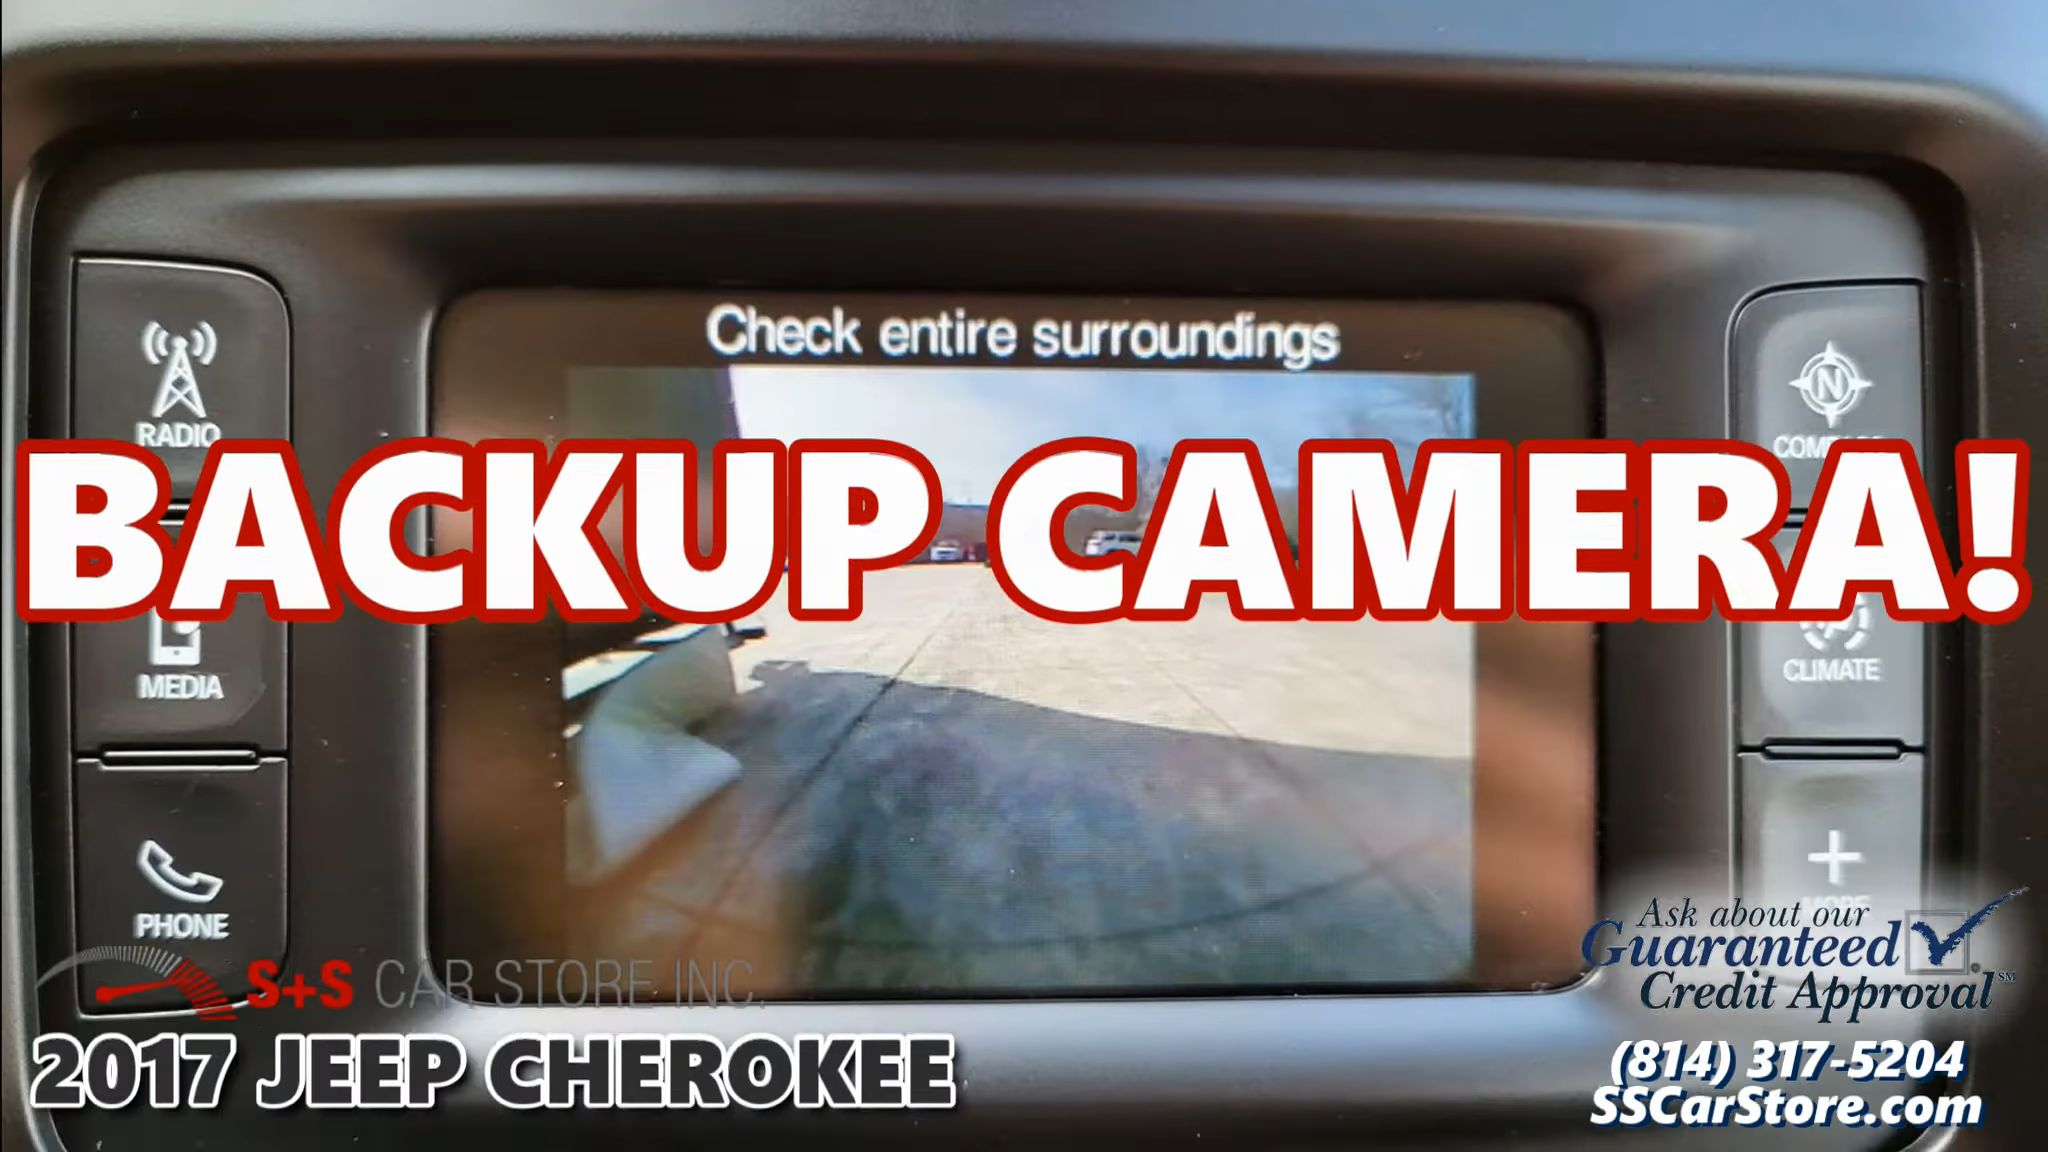 Check entire surroundings
RADIO
N
BACKUP CAMERA!
MEDIA
CLIMATE
PHONE
S+S CAR STORE INC.
2017 JEEP CHEROKEE
Ask about our
Guaranteed
Credit Approval℠
(814) 317-5204
SSCarStore.com